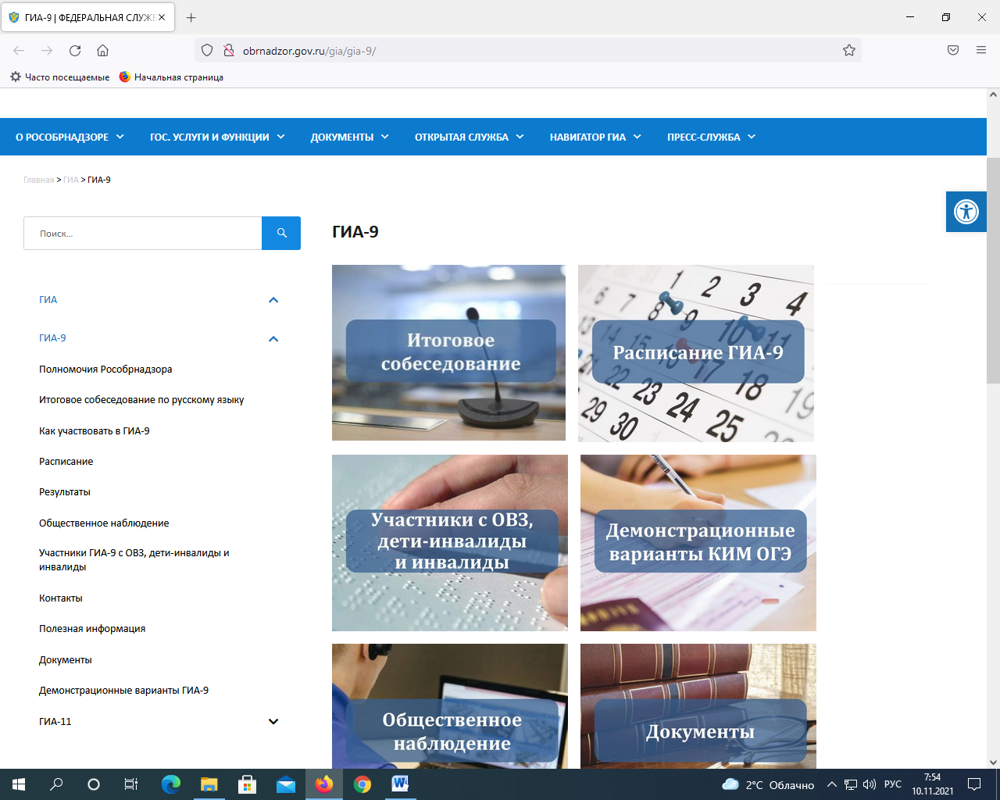 ГИА-9 | ФЕДЕРАЛЬНАЯ СЛУЖЕ
obrnadzor.gov.ru/gia/gia-9/
Часто посещаемые
Начальная страница
О РОСОБРНАДЗОРЕ
ГОС. УСЛУГИ И ФУНКЦИИ
ДОКУМЕНТЫ
ОТКРЫТАЯ СЛУЖБА
НАВИГАТОР ГИА
ПРЕСС-СЛУЖБА
Главная > ГИА > ГИА-9
Поиск...
ГИА
ГИА-9
Полномочия Рособрнадзора
Итоговое собеседование по русскому языку
Как участвовать в ГИА-9
Расписание
Результаты
Общественное наблюдение
Участники ГИА-9 с ОВЗ, дети-инвалиды и
инвалиды
Контакты
Полезная информация
Документы
Демонстрационные варианты ГИА-9
ГИА-11
ГИА-9
Итоговое
собеседование
1 2 3 4
6 7 8 9 10 11
Расписание ГИА-9
17 18
22 23 24 25
29 30
Участники с ОВЗ,
дети-инвалиды
и инвалиды
Демонстрационные
варианты КИМ ОГЭ
Общественное
наблюдение
Документы
2°C Облачно
РУС
7:54
10.11.2021